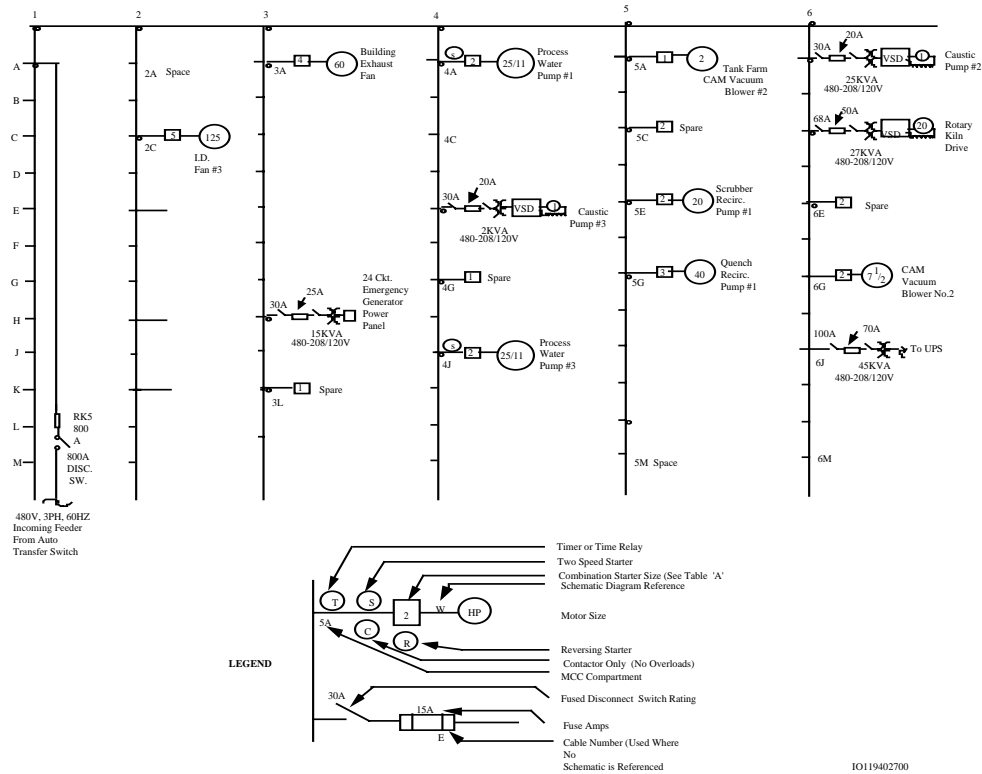 1 2 3 4 5 6
A
B
C
D
E
F
G
H
J
K
L
M
RK5
800
A
800A
DISC.
SW.
480V, 3PH, 60HZ
Incoming Feeder
From Auto
Transfer Switch
2A Space
5
125
2C
I.D.
Fan #3
4
60
3A
Building
Exhaust
Fan
30A
25A
15KVA
480-208/120V
24 Ckt.
Emergency
Generator
Power
Panel
1
Spare
3L
s
2
25/11
4A
Process
Water
Pump #1
4C
30A
20A
VSD
1
2KVA
480-208/120V
Caustic
Pump #3
1
Spare
4G
s
2
25/11
4J
Process
Water
Pump #3
1
2
5A
Tank Farm
CAM Vacuum
Blower #2
2
Spare
5C
2
20
5E
Scrubber
Recirc.
Pump #1
3
40
5G
Quench
Recirc.
Pump #1
5M Space
30A
20A
VSD
1
25KVA
480-208/120V
Caustic
Pump #2
68A
50A
VSD
20
27KVA
480-208/120V
Rotary
Kiln
Drive
2
Spare
6E
2
7 1/2
6G
CAM
Vacuum
Blower No.2
100A
70A
To UPS
6J
45KVA
480-208/120V
6M
LEGEND
T
S
2
W
HP
5A
C
R
Timer or Time Relay
Two Speed Starter
Combination Starter Size (See Table 'A'
Schematic Diagram Reference
Motor Size
Reversing Starter
Contactor Only (No Overloads)
MCC Compartment
30A
15A
E
Fused Disconnect Switch Rating
Fuse Amps
Cable Number (Used Where
No
Schematic is Referenced
IO119402700